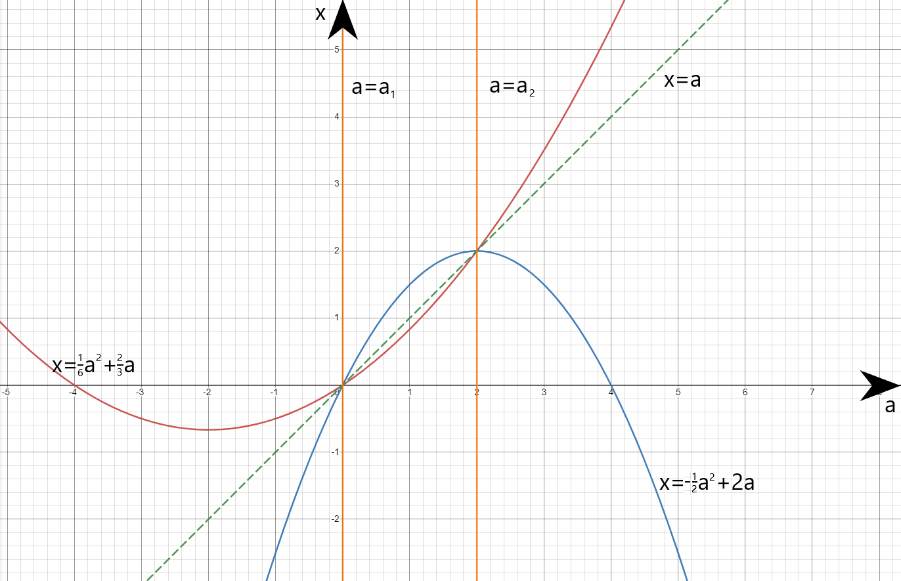 x
5
a=a₁
a=a₂
x=a
4
3
2
1
x=1/6a²+2/3a
-5 -4 -3 -2 -1 0 1 2 3 4 5 6 7
a
-1
x=-1/2a²+2a
-2